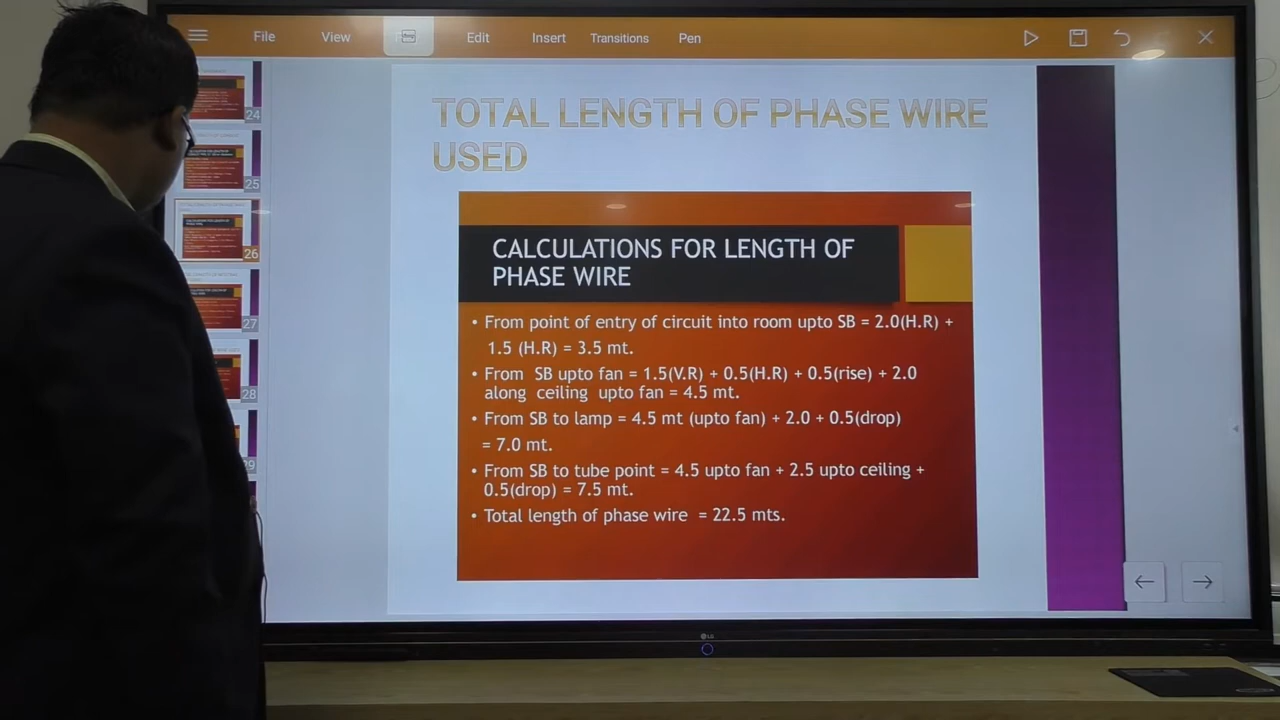 File View Edit Insert Transitions Pen
TOTAL LENGTH OF PHASE WIRE
USED
CALCULATIONS FOR LENGTH OF
PHASE WIRE
• From point of entry of circuit into room upto SB = 2.0(H.R) +
1.5 (H.R) = 3.5 mt.
• From SB upto fan = 1.5(V.R) + 0.5(H.R) + 0.5(rise) + 2.0
along ceiling upto fan = 4.5 mt.
• From SB to lamp = 4.5 mt (upto fan) + 2.0 + 0.5(drop)
= 7.0 mt.
• From SB to tube point = 4.5 upto fan + 2.5 upto ceiling +
0.5(drop) = 7.5 mt.
• Total length of phase wire = 22.5 mts.
24
25
26
27
28
29
LG